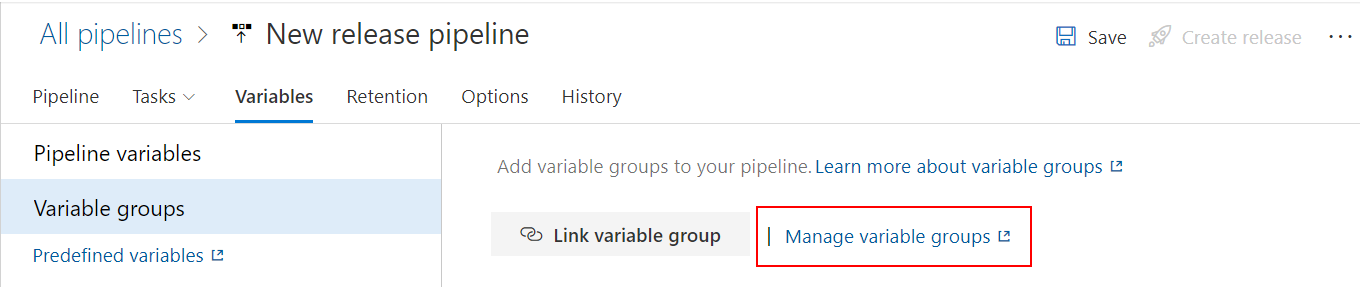 All pipelines > New release pipeline
Save Create release ...
Pipeline Tasks Variables Retention Options History
Pipeline variables
Variable groups
Predefined variables
Add variable groups to your pipeline. Learn more about variable groups
Link variable group | Manage variable groups